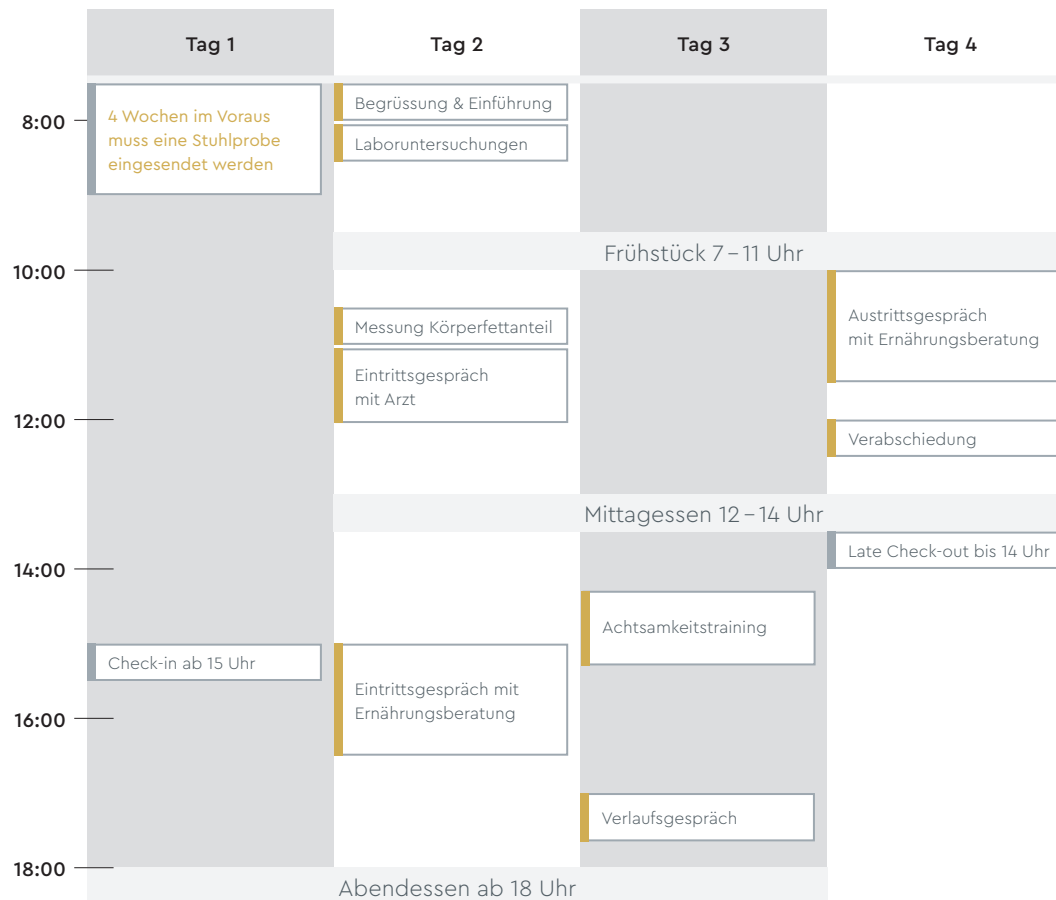 Tag 1
Tag 2
Tag 3
Tag 4
8:00
10:00
12:00
14:00
16:00
18:00
4 Wochen im Voraus
muss eine Stuhlprobe
eingesendet werden
Check-in ab 15 Uhr
Begrüssung & Einführung
Laboruntersuchungen
Frühstück 7 – 11 Uhr
Messung Körperfettanteil
Eintrittsgespräch
mit Arzt
Mittagessen 12 – 14 Uhr
Eintrittsgespräch mit
Ernährungsberatung
Achtsamkeitstraining
Verlaufsgespräch
Austrittsgespräch
mit Ernährungsberatung
Verabschiedung
Late Check-out bis 14 Uhr
Abendessen ab 18 Uhr